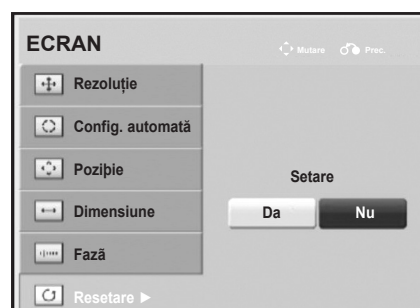 ECRAN
Mutare Prec.
Rezoluție
Config. automată
Poziþie
Dimensiune
Fază
Resetare ►
Setare
Da Nu